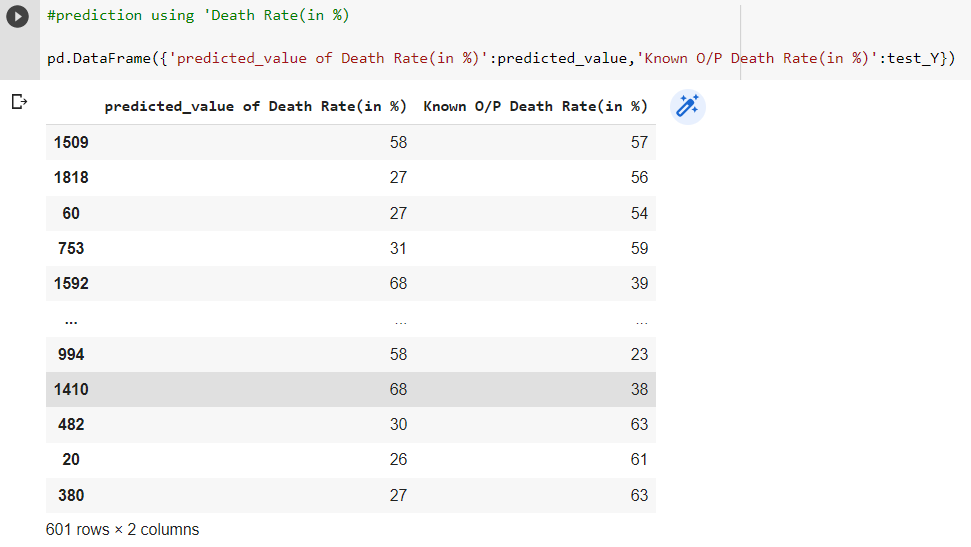 #prediction using 'Death Rate(in %)
pd.DataFrame({'predicted_value of Death Rate(in %)':predicted_value,'Known O/P Death Rate(in %)':test_Y})
predicted_value of Death Rate(in %) Known O/P Death Rate(in %)
1509 58 57
1818 27 56
60 27 54
753 31 59
1592 68 39
... ... ...
994 58 23
1410 68 38
482 30 63
20 26 61
380 27 63
601 rows × 2 columns